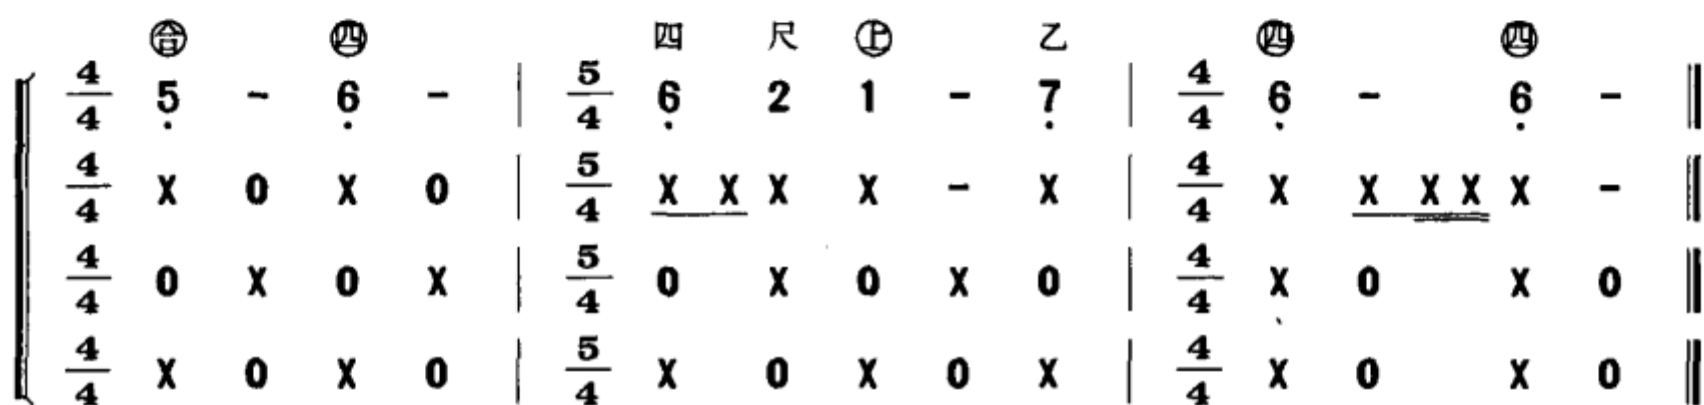 ㊁合 ㊃ 四 尺 ㊤ 乙 ㊃ ㊃
4/4 5̣ - 6̣ - | 5/4 6̣ 2 1 - 7̣ | 4/4 6̣ - 6̣ - ‖
4/4 X 0 X 0 | 5/4 X X X X - X | 4/4 X X X X X - ‖
4/4 0 X 0 X | 5/4 0 X 0 X 0 | 4/4 X 0 X 0 ‖
4/4 X 0 X 0 | 5/4 X 0 X 0 X | 4/4 X 0 X 0 ‖